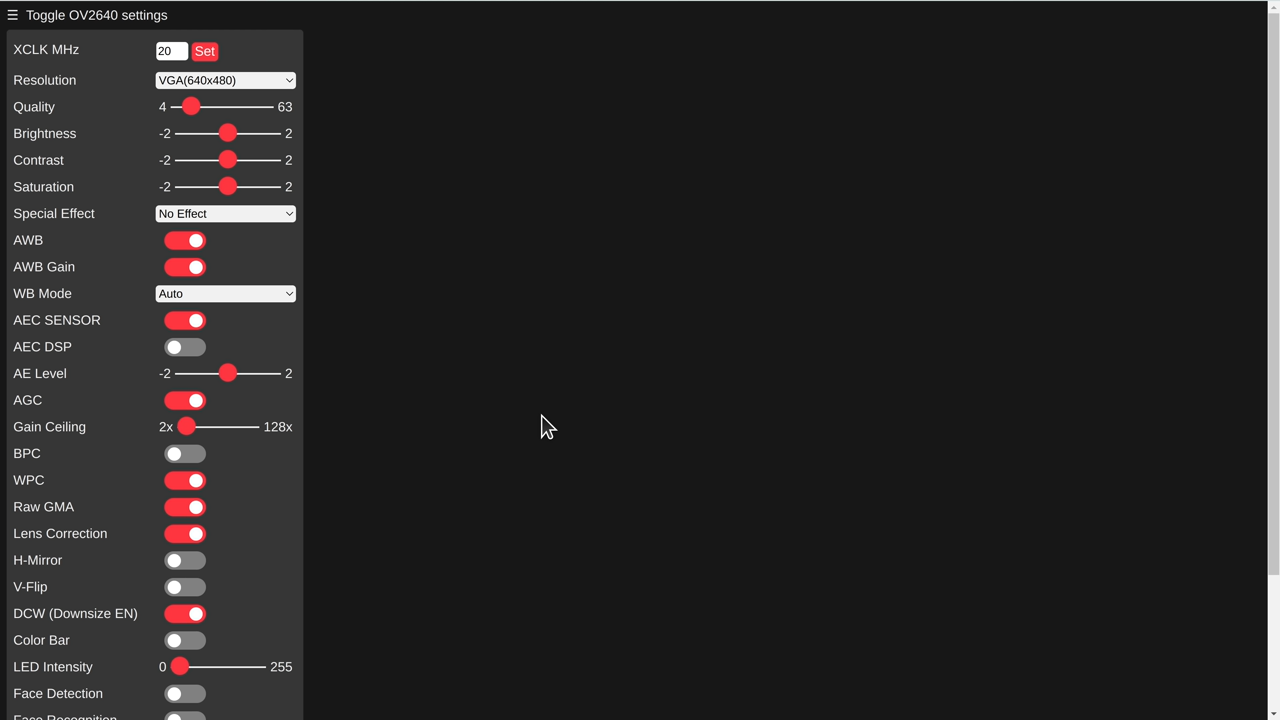 ☰ Toggle OV2640 settings
XCLK MHz 20 Set
Resolution VGA(640x480)
Quality 4 63
Brightness -2 2
Contrast -2 2
Saturation -2 2
Special Effect No Effect
AWB
AWB Gain
WB Mode Auto
AEC SENSOR
AEC DSP
AE Level -2 2
AGC
Gain Ceiling 2x 128x
BPC
WPC
Raw GMA
Lens Correction
H-Mirror
V-Flip
DCW (Downsize EN)
Color Bar
LED Intensity 0 255
Face Detection
Face Recognition